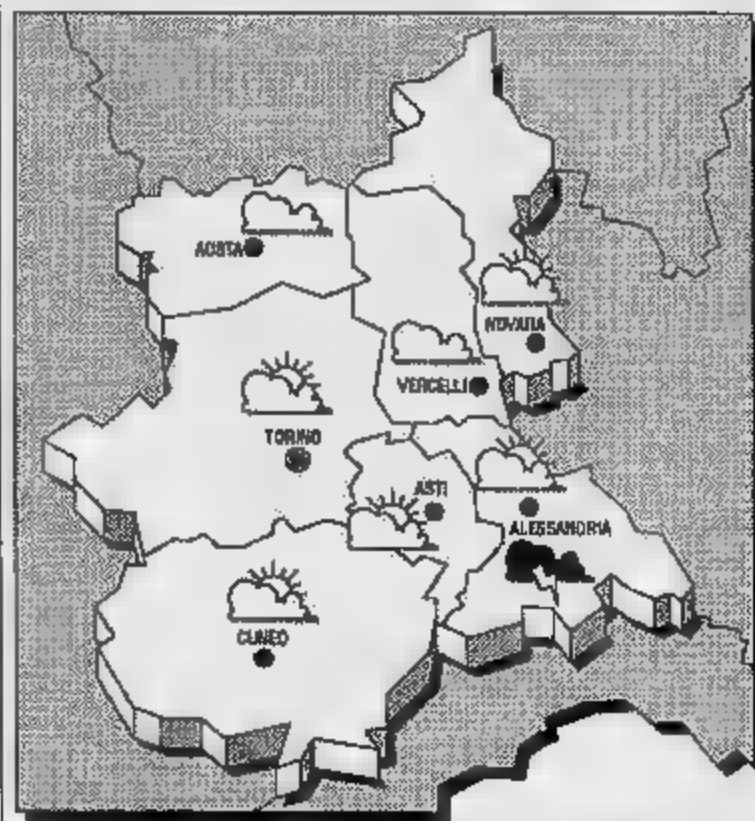 AOSTA
NOVARA
VERCELLI
TORINO
ASTI
ALESSANDRIA
CUNEO